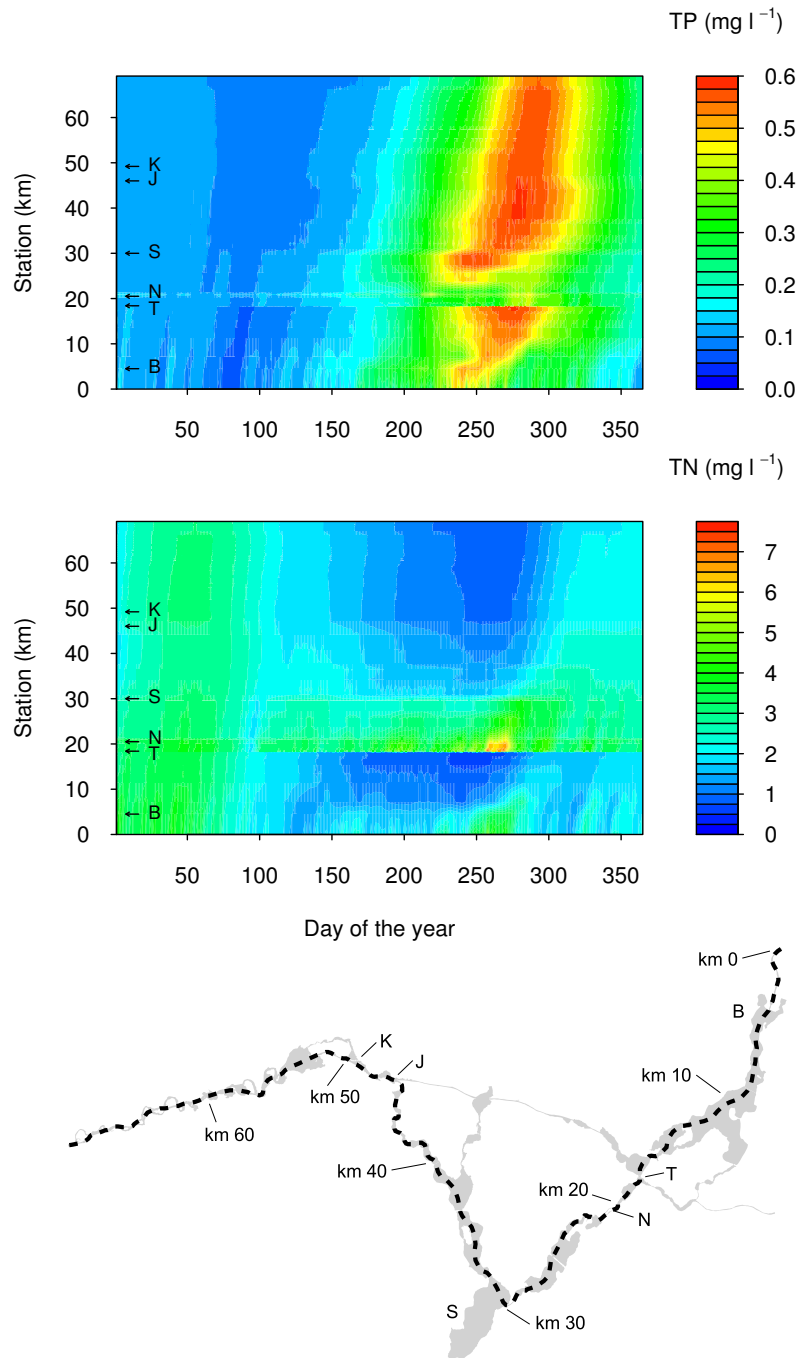 TP (mg l⁻¹)
Station (km)
60
50
40
30
20
10
0
K
J
S
N
T
B
50 100 150 200 250 300 350
0.6
0.5
0.4
0.3
0.2
0.1
0.0
TN (mg l⁻¹)
Station (km)
60
50
40
30
20
10
0
K
J
S
N
T
B
50 100 150 200 250 300 350
7
6
5
4
3
2
1
0
Day of the year
km 0
B
K
J
km 50
km 10
km 60
km 40
T
km 20
N
S
km 30